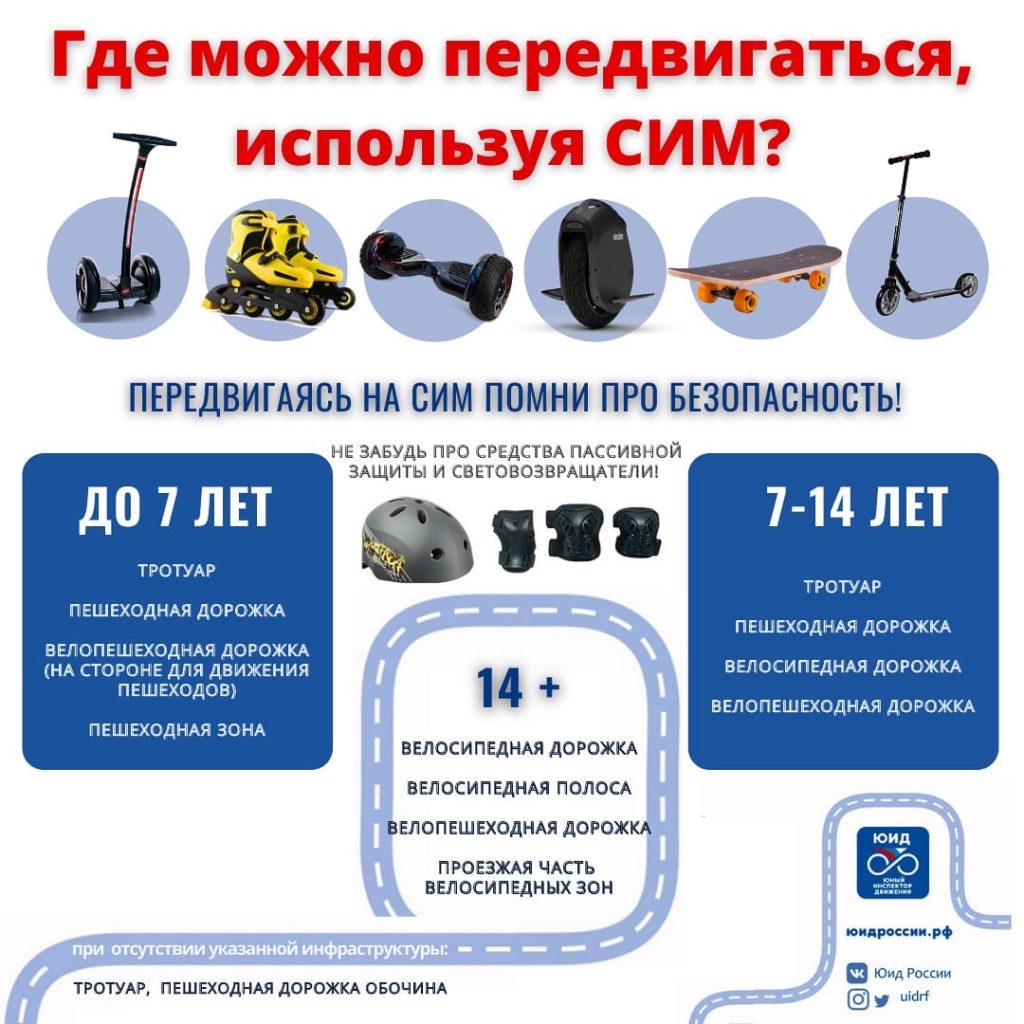 Где можно передвигаться,
используя СИМ?
ПЕРЕДВИГАЯСЬ НА СИМ ПОМНИ ПРО БЕЗОПАСНОСТЬ!
НЕ ЗАБУДЬ ПРО СРЕДСТВА ПАССИВНОЙ
ЗАЩИТЫ И СВЕТОВОЗВРАЩАТЕЛИ!
ДО 7 ЛЕТ
ТРОТУАР
ПЕШЕХОДНАЯ ДОРОЖКА
ВЕЛОПЕШЕХОДНАЯ ДОРОЖКА
(НА СТОРОНЕ ДЛЯ ДВИЖЕНИЯ
ПЕШЕХОДОВ)
ПЕШЕХОДНАЯ ЗОНА
7-14 ЛЕТ
ТРОТУАР
ПЕШЕХОДНАЯ ДОРОЖКА
ВЕЛОСИПЕДНАЯ ДОРОЖКА
ВЕЛОПЕШЕХОДНАЯ ДОРОЖКА
14 +
ВЕЛОСИПЕДНАЯ ДОРОЖКА
ВЕЛОСИПЕДНАЯ ПОЛОСА
ВЕЛОПЕШЕХОДНАЯ ДОРОЖКА
ПРОЕЗЖАЯ ЧАСТЬ
ВЕЛОСИПЕДНЫХ ЗОН
при отсутствии указанной инфраструктуры:
ТРОТУАР, ПЕШЕХОДНАЯ ДОРОЖКА ОБОЧИНА
ЮИД
ЮНЫЙ
ИНСПЕКТОР
ДВИЖЕНИЯ
юидроссии.рф
Юид России
uidrf